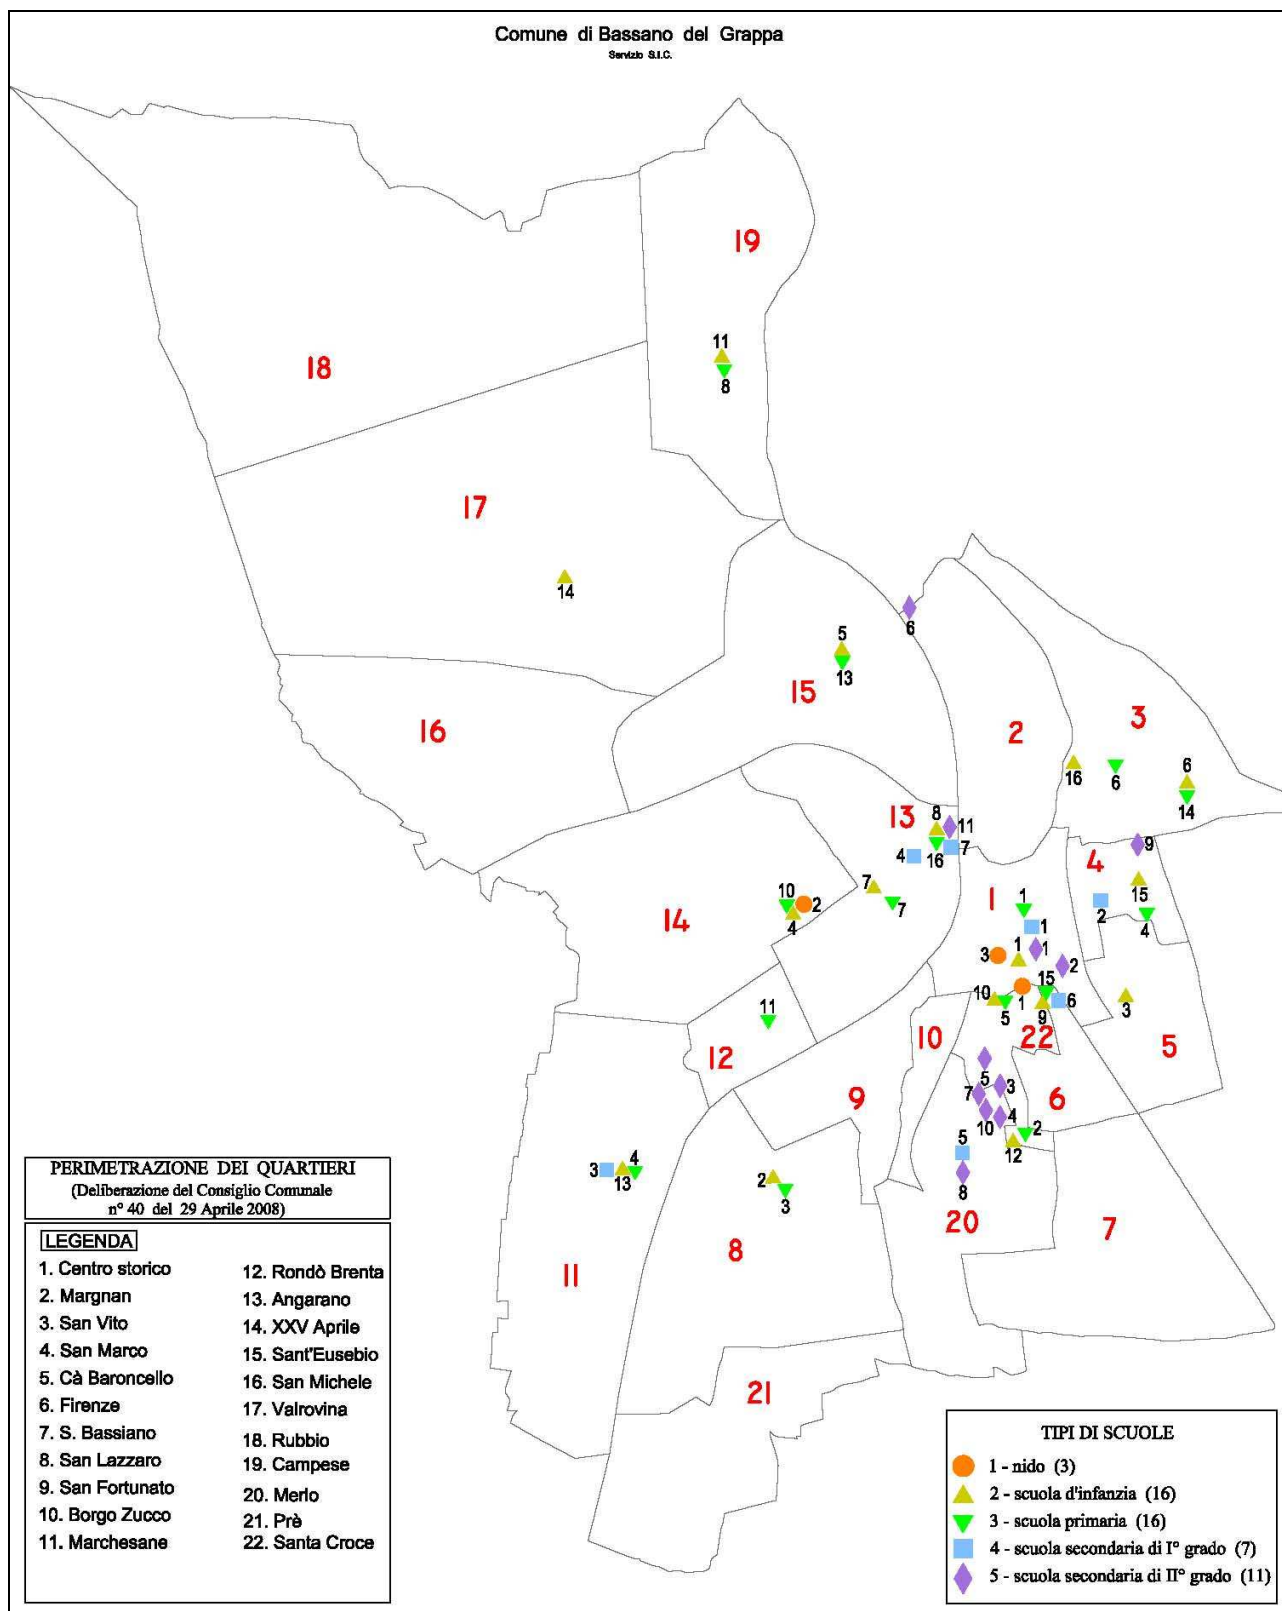 Comune di Bassano del Grappa
Servizio S.I.C.
19
11
8
18
17
14
6
5
13
15
16
2
3
16
6
6
14
13
8
11
4
16
7
9
4
15
2
4
10
2
4
7
7
14
1
1
1
3
1
1
2
10
5
1
15
9
6
3
5
11
12
10
22
9
5
7
3
10
4
6
2
12
5
8
20
7
3
13
4
11
2
3
8
21
PERIMETRAZIONE DEI QUARTIERI
(Deliberazione del Consiglio Comunale
n° 40 del 29 Aprile 2008)
LEGENDA
1. Centro storico
2. Margnan
3. San Vito
4. San Marco
5. Cà Baroncello
6. Firenze
7. S. Bassiano
8. San Lazzaro
9. San Fortunato
10. Borgo Zucco
11. Marchesane
12. Rondò Brenta
13. Angarano
14. XXV Aprile
15. Sant'Eusebio
16. San Michele
17. Valrovina
18. Rubbio
19. Campese
20. Merlo
21. Prè
22. Santa Croce
TIPI DI SCUOLE
1 - nido (3)
2 - scuola d'infanzia (16)
3 - scuola primaria (16)
4 - scuola secondaria di I° grado (7)
5 - scuola secondaria di II° grado (11)